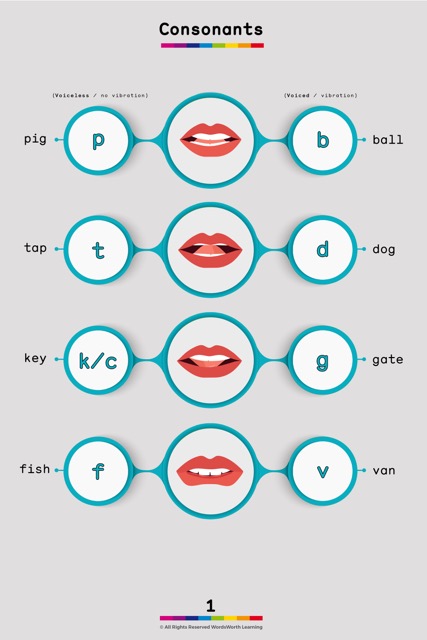 Consonants
(Voiceless / no vibration) (Voiced / vibration)
pig p b ball
tap t d dog
key k/c g gate
fish f v van
1
© All Rights Reserved WordsWorth Learning